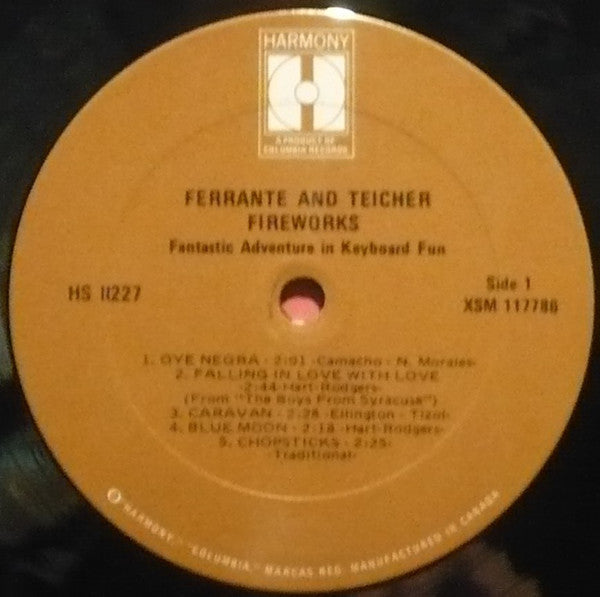 HARMONY
A PRODUCT OF
COLUMBIA RECORDS
FERRANTE AND TEICHER
FIREWORKS
Fantastic Adventure in Keyboard Fun
HS 11227
Side 1
XSM 117786
1. OYE NEGRA - 2:01 -Camacho - N. Morales-
2. FALLING IN LOVE WITH LOVE
- 2:44-Hart-Rodgers-
(From "The Boys From Syracuse")
3. CARAVAN - 2:28 -Ellington - Tizol-
4. BLUE MOON - 2:18 -Hart-Rodgers-
5. CHOPSTICKS - 2:25-
-Traditional-
HARMONY, "COLUMBIA," MARCAS REG. MANUFACTURED IN CANADA